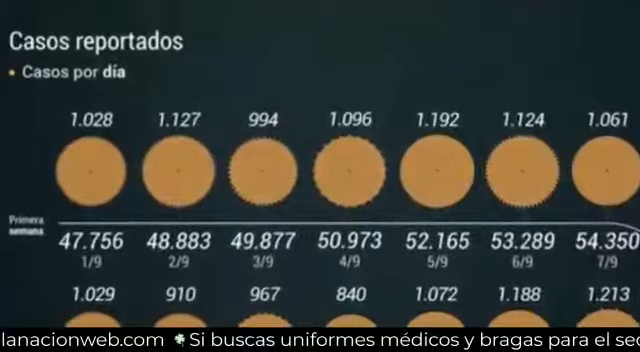 Casos reportados
• Casos por día
1.028 1.127 994 1.096 1.192 1.124 1.061
Primera
semana
47.756 48.883 49.877 50.973 52.165 53.289 54.350
1/9 2/9 3/9 4/9 5/9 6/9 7/9
1.029 910 967 840 1.072 1.188 1.213
lanacionweb.com 🍀 Si buscas uniformes médicos y bragas para el se